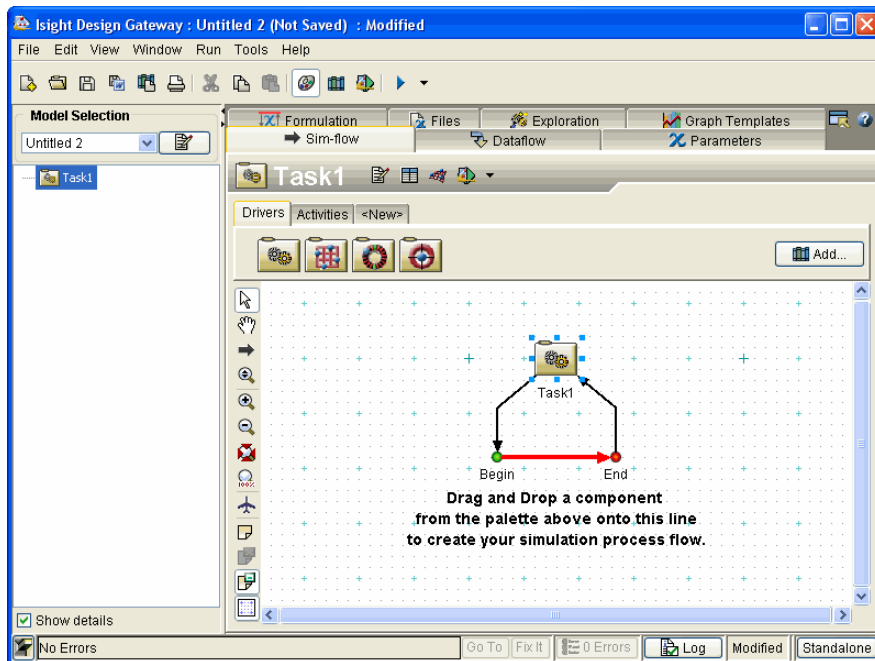 Isight Design Gateway : Untitled 2 (Not Saved) : Modified
File Edit View Window Run Tools Help
Model Selection
Untitled 2
Task1
Formulation Files Exploration Graph Templates
Sim-flow Dataflow Parameters
Task1
Drivers Activities <New>
Add...
Task1
Begin End
Drag and Drop a component
from the palette above onto this line
to create your simulation process flow.
100%
Show details
No Errors Go To Fix It 0 Errors Log Modified Standalone